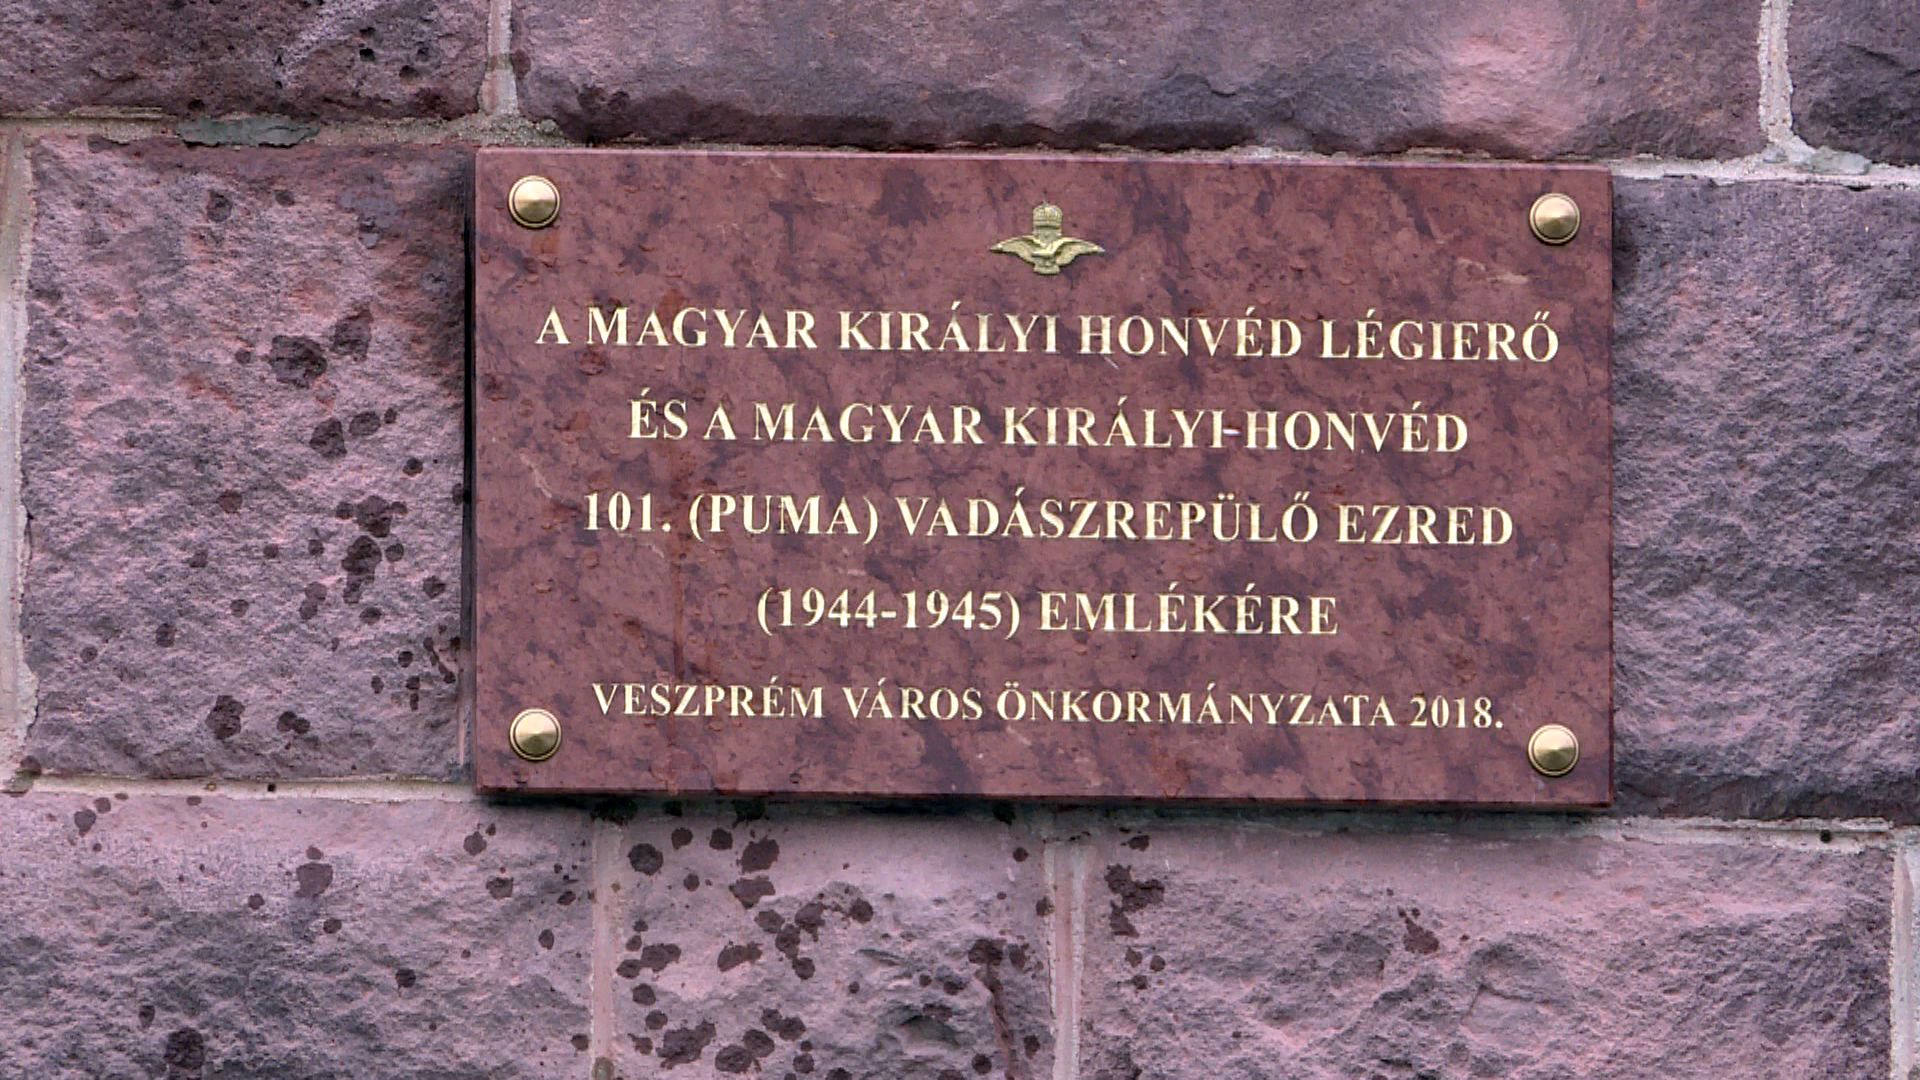 A MAGYAR KIRÁLYI HONVÉD LÉGIERŐ
ÉS A MAGYAR KIRÁLYI-HONVÉD
101. (PUMA) VADÁSZREPÜLŐ EZRED
(1944-1945) EMLÉKÉRE
VESZPRÉM VÁROS ÖNKORMÁNYZATA 2018.